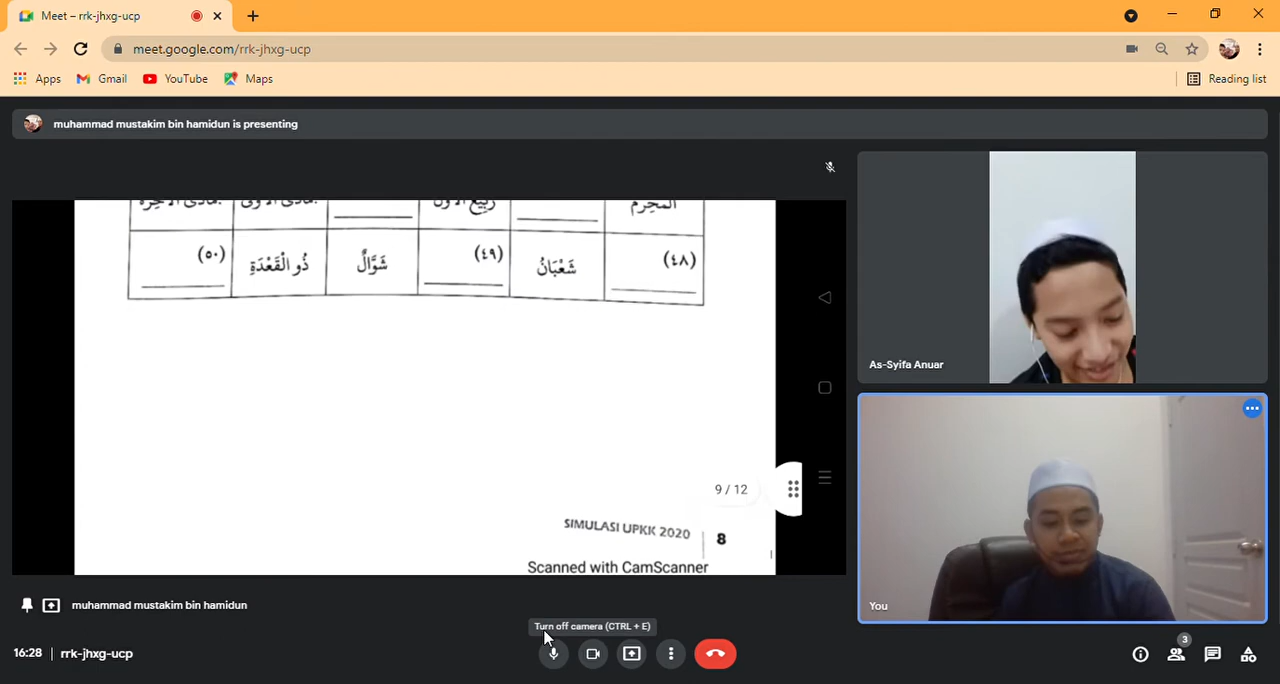 Meet – rrk-jhxg-ucp
meet.google.com/rrk-jhxg-ucp
Apps Gmail YouTube Maps Reading list
muhammad mustakim bin hamidun is presenting
المحرم ربيع الأول
(٤٨) شَعْبَانُ (٤٩) شَوَّالٌ ذُو الْقَعْدَةِ (٥٠)
9 / 12
SIMULASI UPKK 2020 8
Scanned with CamScanner
As-Syifa Anuar
You
muhammad mustakim bin hamidun
Turn off camera (CTRL + E)
16:28 rrk-jhxg-ucp
3